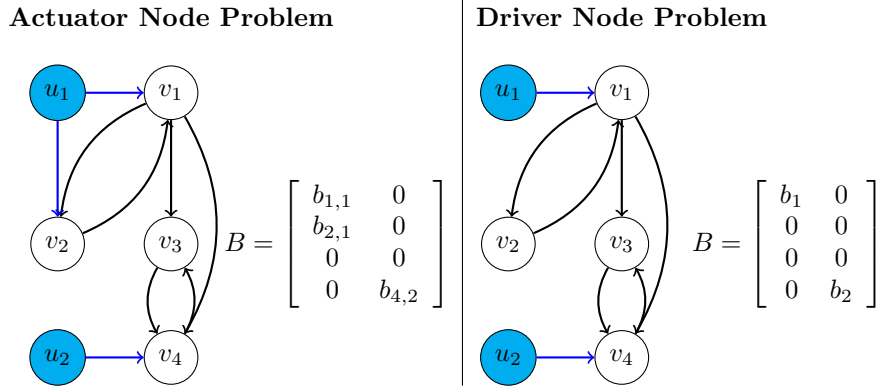 Actuator Node Problem
u₁ v₁
v₂ v₃
u₂ v₄
B = [ b₁,₁ 0
b₂,₁ 0
0 0
0 b₄,₂ ]
Driver Node Problem
u₁ v₁
v₂ v₃
u₂ v₄
B = [ b₁ 0
0 0
0 0
0 b₂ ]